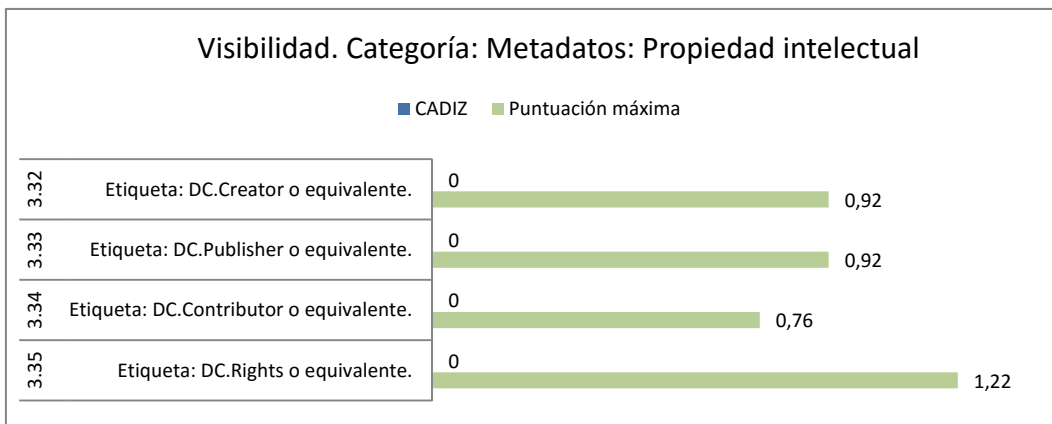 Visibilidad. Categoría: Metadatos: Propiedad intelectual
CADIZ Puntuación máxima
3.32 Etiqueta: DC.Creator o equivalente. 0
0,92
3.33 Etiqueta: DC.Publisher o equivalente. 0
0,92
3.34 Etiqueta: DC.Contributor o equivalente. 0
0,76
3.35 Etiqueta: DC.Rights o equivalente. 0
1,22